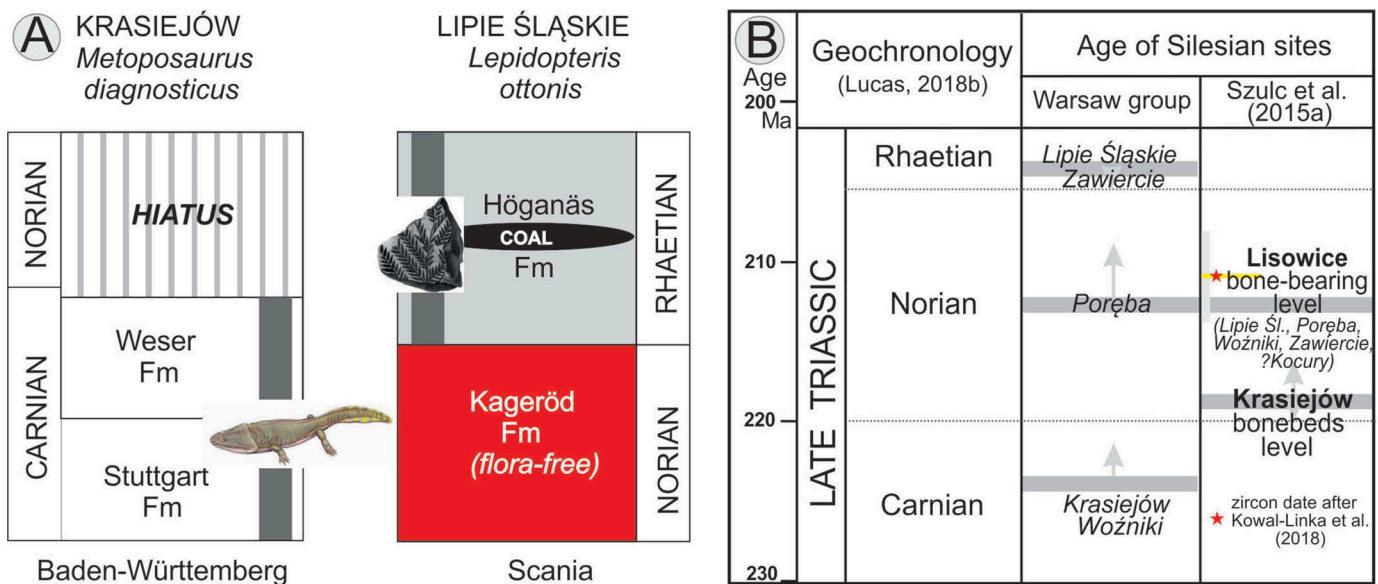 A
KRASIEJÓW
Metoposaurus
diagnosticus
LIPIE ŚLĄSKIE
Lepidopteris
ottonis
NORIAN
HIATUS
CARNIAN
Weser
Fm
Stuttgart
Fm
Baden-Württemberg
Höganäs
COAL
Fm
RHAETIAN
Kageröd
Fm
(flora-free)
NORIAN
Scania
B
Age
200
Ma
210
220
230
Geochronology
(Lucas, 2018b)
Age of Silesian sites
Warsaw group
Szulc et al.
(2015a)
LATE TRIASSIC
Rhaetian
Norian
Carnian
Lipie Śląskie
Zawiercie
Poręba
Krasiejów
Woźniki
Lisowice
bone-bearing
level
(Lipie Śl., Poręba,
Woźniki, Zawiercie,
?Kocury)
Krasiejów
bonebeds
level
zircon date after
Kowal-Linka et al.
(2018)